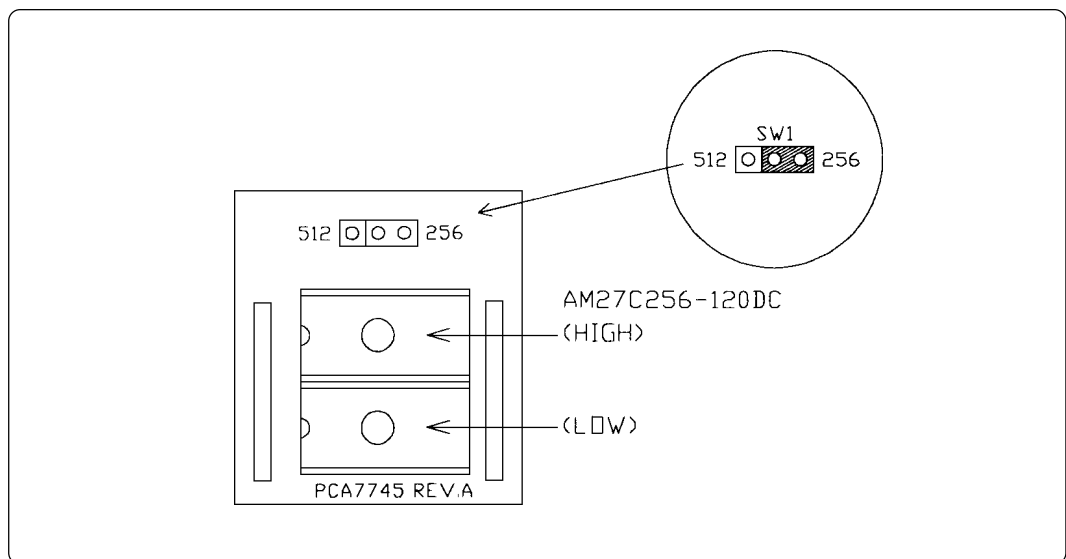 SW1
512 256
512 256
AM27C256-120DC
(HIGH)
(LOW)
PCA7745 REV.A